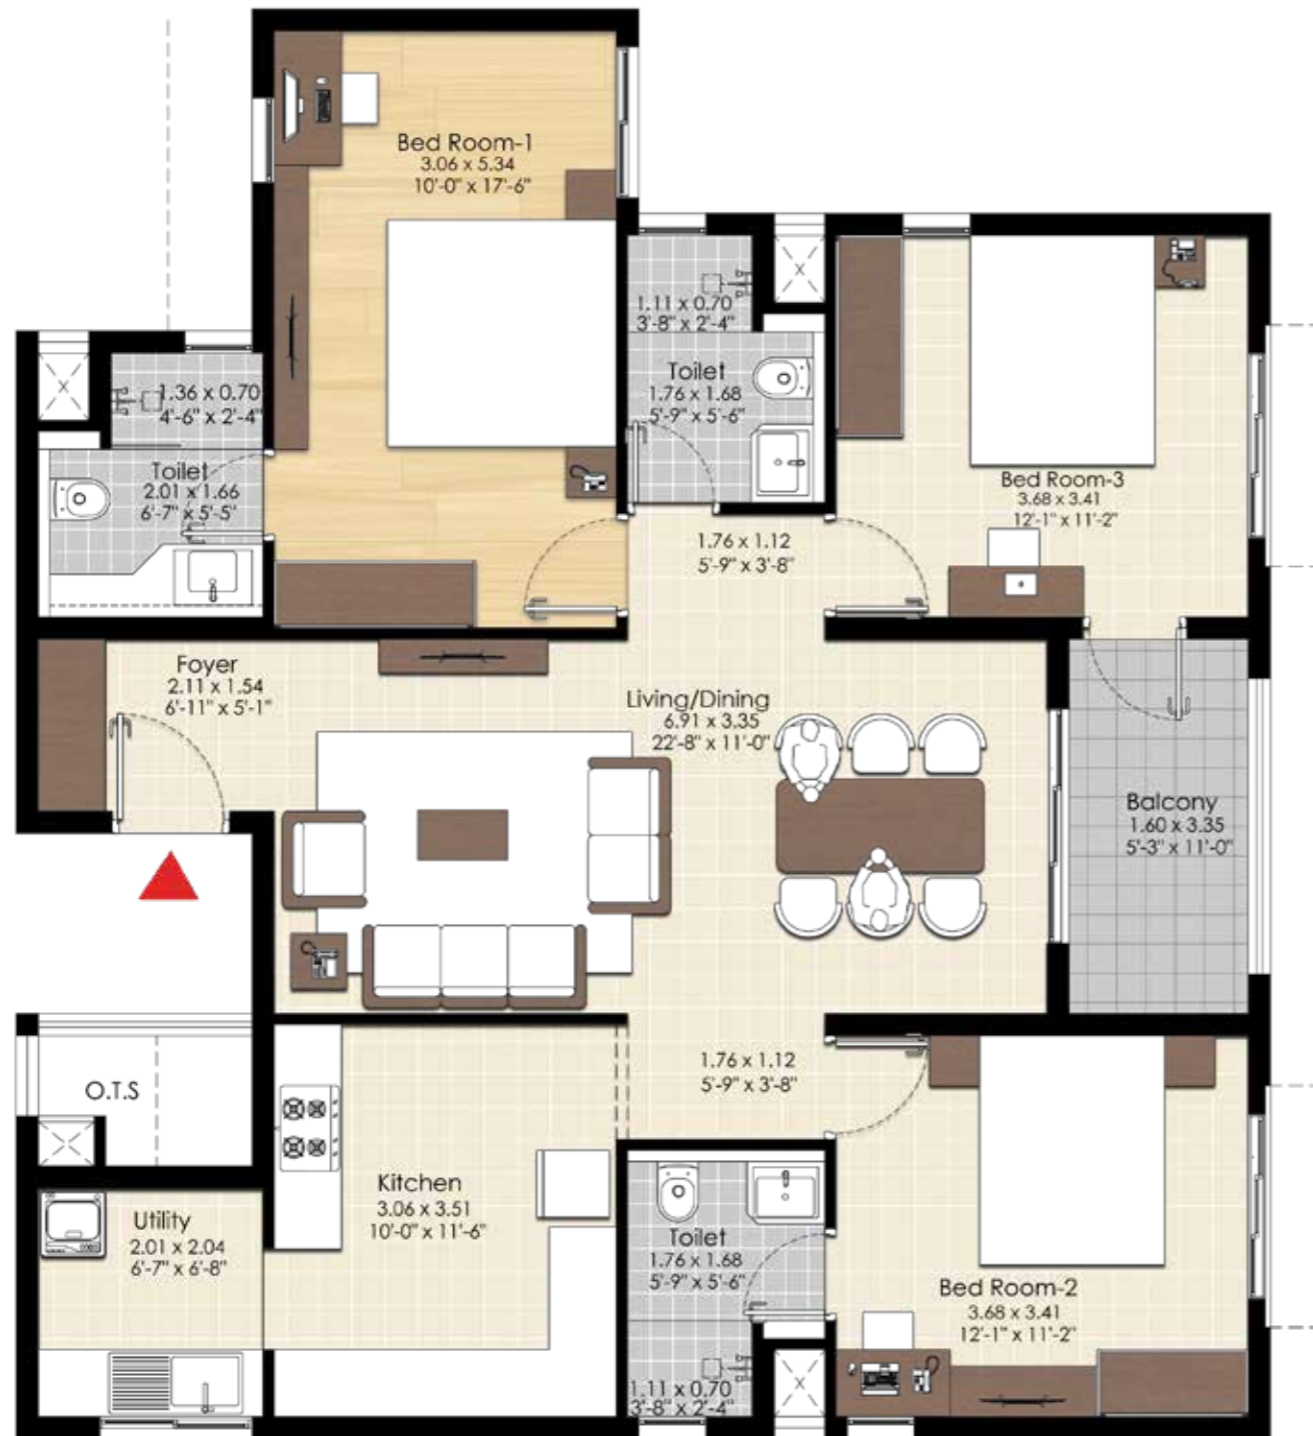 Bed Room-1
3.06 x 5.34
10'-0" x 17'-6"
1.11 x 0.70
3'-8" x 2'-4"
Toilet
1.76 x 1.68
5'-9" x 5'-6"
1.36 x 0.70
4'-6" x 2'-4"
Toilet
2.01 x 1.66
6'-7" x 5'-5'
Bed Room-3
3.68 x 3.41
12'-1" x 11'-2"
1.76 x 1.12
5'-9" x 3'-8"
Foyer
2.11 x 1.54
6'-11" x 5'-1"
Living/Dining
6.91 x 3.35
22'-8" x 11'-0"
Balcony
1.60 x 3.35
5'-3" x 11'-0"
O.T.S
1.76 x 1.12
5'-9" x 3'-8"
Kitchen
3.06 x 3.51
10'-0" x 11'-6"
Utility
2.01 x 2.04
6'-7" x 6'-8"
Toilet
1.76 x 1.68
5'-9" x 5'-6"
Bed Room-2
3.68 x 3.41
12'-1" x 11'-2"
1.11 x 0.70
3'-8" x 2'-4"